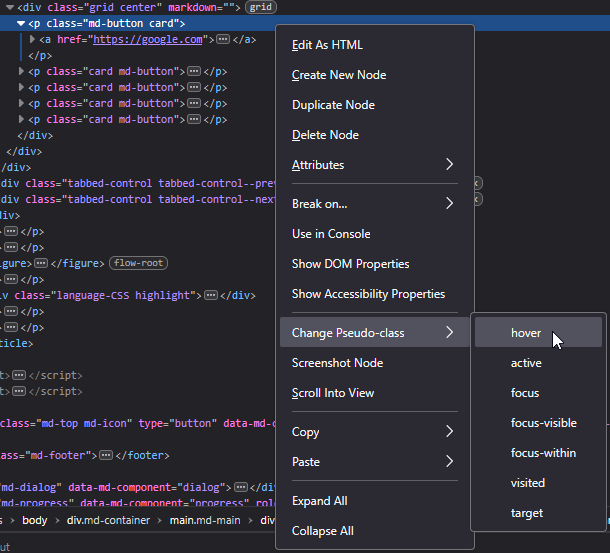 <div class="grid center" markdown=""> grid
<p class="md-button card">
<a href="https://google.com"> ••• </a>
</p>
<p class="card md-button"> ••• </p>
<p class="card md-button"> ••• </p>
<p class="card md-button"> ••• </p>
<p class="card md-button"> ••• </p>
</div>
</div>
</div>
div class="tabbed-control tabbed-control--prev
div class="tabbed-control tabbed-control--next
div>
> ••• </p>
> ••• </p>
igure> ••• </figure> flow-root
> ••• </p>
iv class="language-CSS highlight"> ••• </div>
> ••• </p>
> ••• </p>
ticle>
t> ••• </script>
t> ••• </script>
class="md-top md-icon" type="button" data-md-c
ass="md-footer"> ••• </footer>
/md-dialog" data-md-component="dialog"> ••• </div>
/md-progress" data-md-component="progress" role
s > body > div.md-container > main.md-main > div
ut
Edit As HTML
Create New Node
Duplicate Node
Delete Node
Attributes
Break on...
Use in Console
Show DOM Properties
Show Accessibility Properties
Change Pseudo-class
Screenshot Node
Scroll Into View
Copy
Paste
Expand All
Collapse All
hover
active
focus
focus-visible
focus-within
visited
target